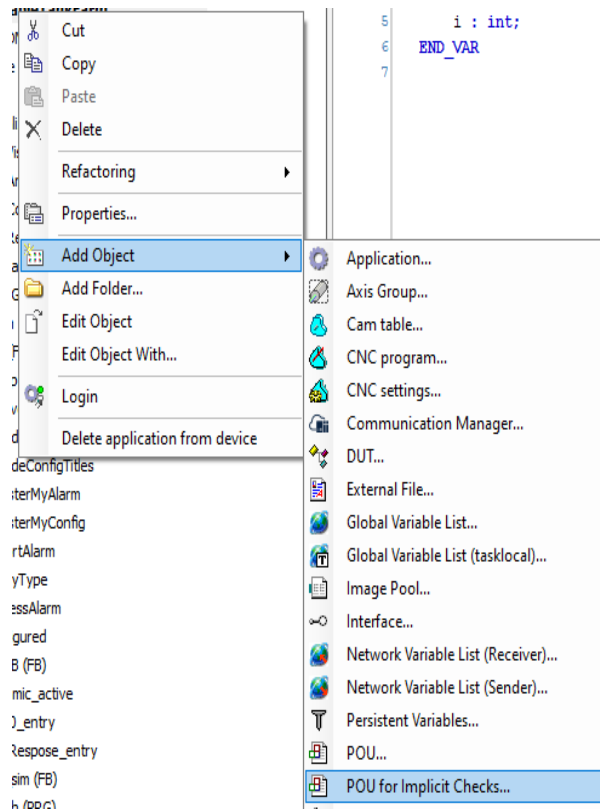 Cut
Copy
Paste
Delete
Refactoring
Properties...
Add Object
Add Folder...
Edit Object
Edit Object With...
Login
Delete application from device
deConfigTitles
sterMyAlarm
sterMyConfig
rtAlarm
yType
essAlarm
gured
B (FB)
mic_active
0_entry
Respose_entry
sim (FB)
5 i : int;
6 END_VAR
7
Application...
Axis Group...
Cam table...
CNC program...
CNC settings...
Communication Manager...
DUT...
External File...
Global Variable List...
Global Variable List (tasklocal)...
Image Pool...
Interface...
Network Variable List (Receiver)...
Network Variable List (Sender)...
Persistent Variables...
POU...
POU for Implicit Checks...